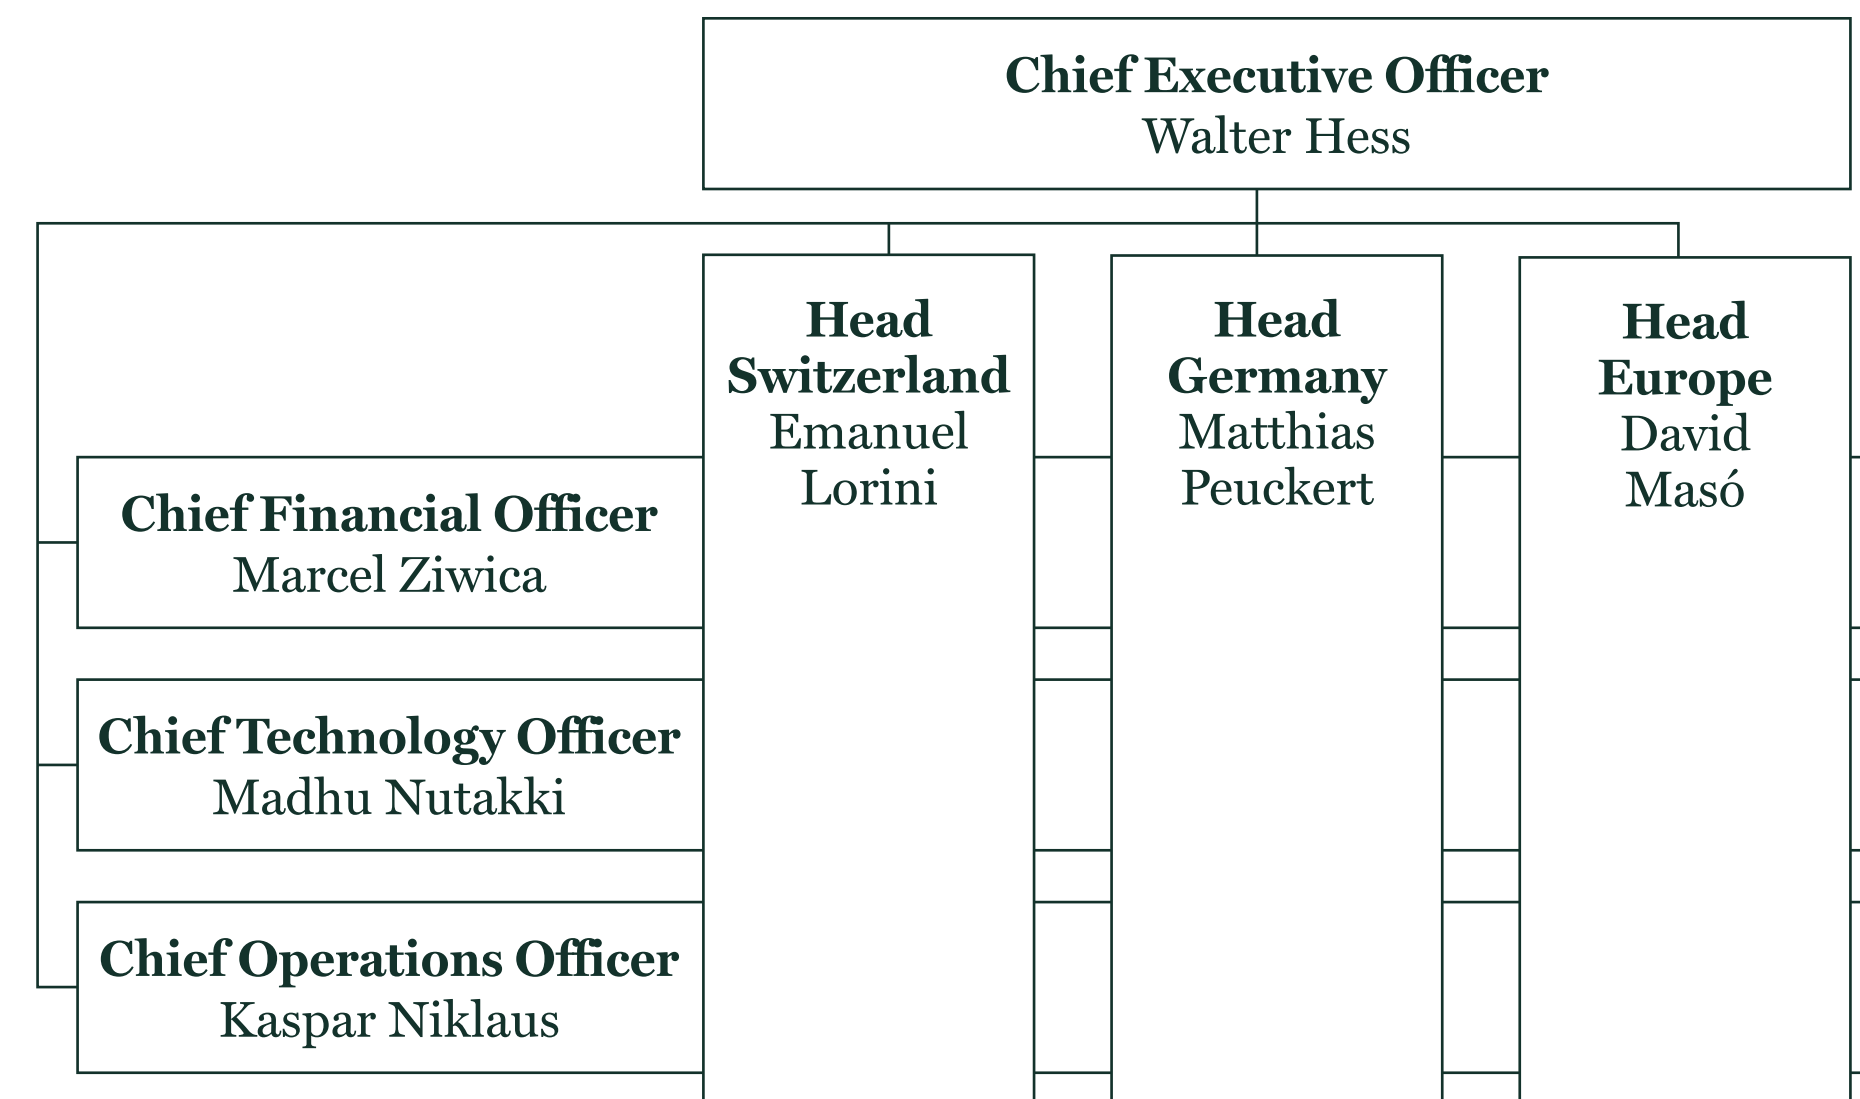 Chief Executive Officer
Walter Hess
Head
Switzerland
Emanuel
Lorini
Head
Germany
Matthias
Peuckert
Head
Europe
David
Masó
Chief Financial Officer
Marcel Ziwica
Chief Technology Officer
Madhu Nutakki
Chief Operations Officer
Kaspar Niklaus